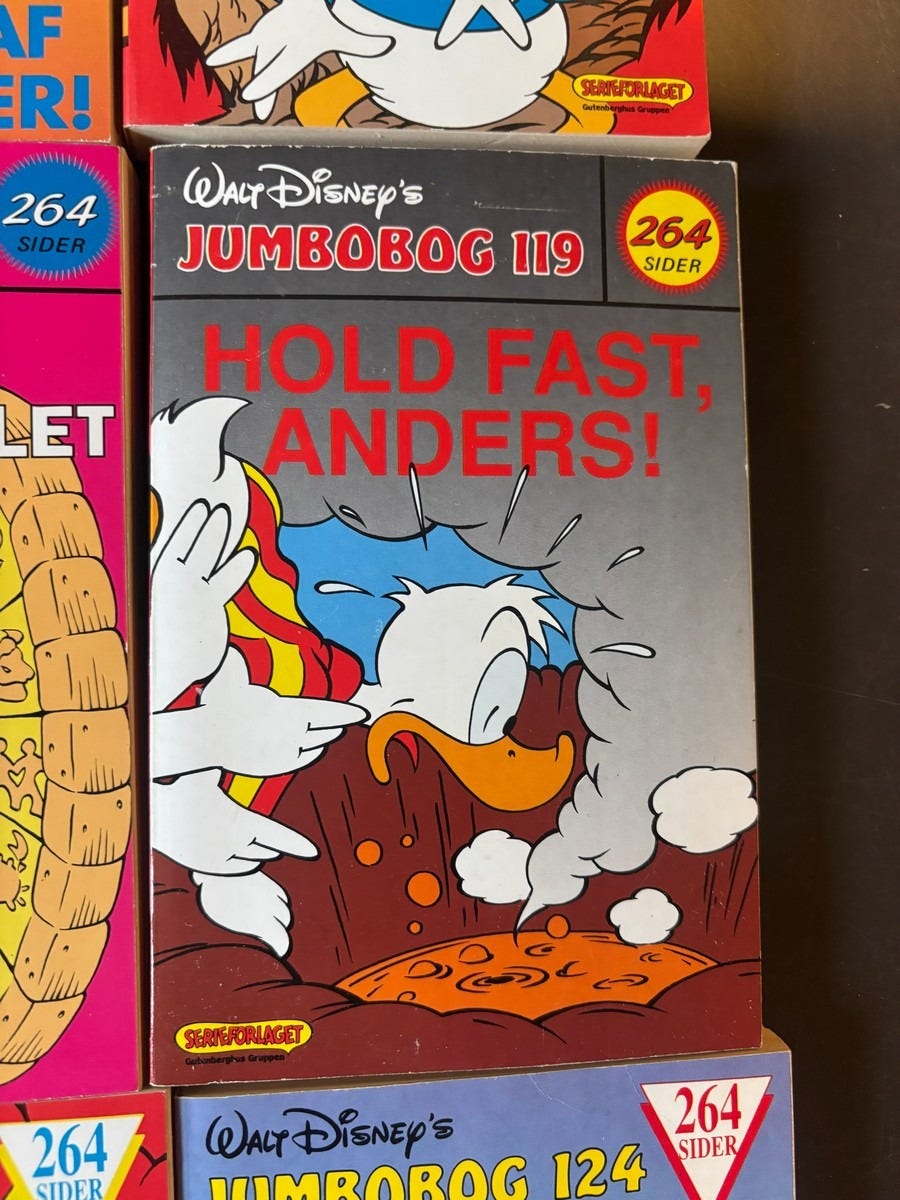 AF
ER!
SERIEFORLAGET
Gutenberghus Gruppen
264
SIDER
LET
WALT DISNEY'S
JUMBOBOG 119
264
SIDER
HOLD FAST,
ANDERS!
SERIEFORLAGET
Gutenberghus Gruppen
264
SIDER
WALT DISNEY'S
JUMBOBOG 124
264
SIDER